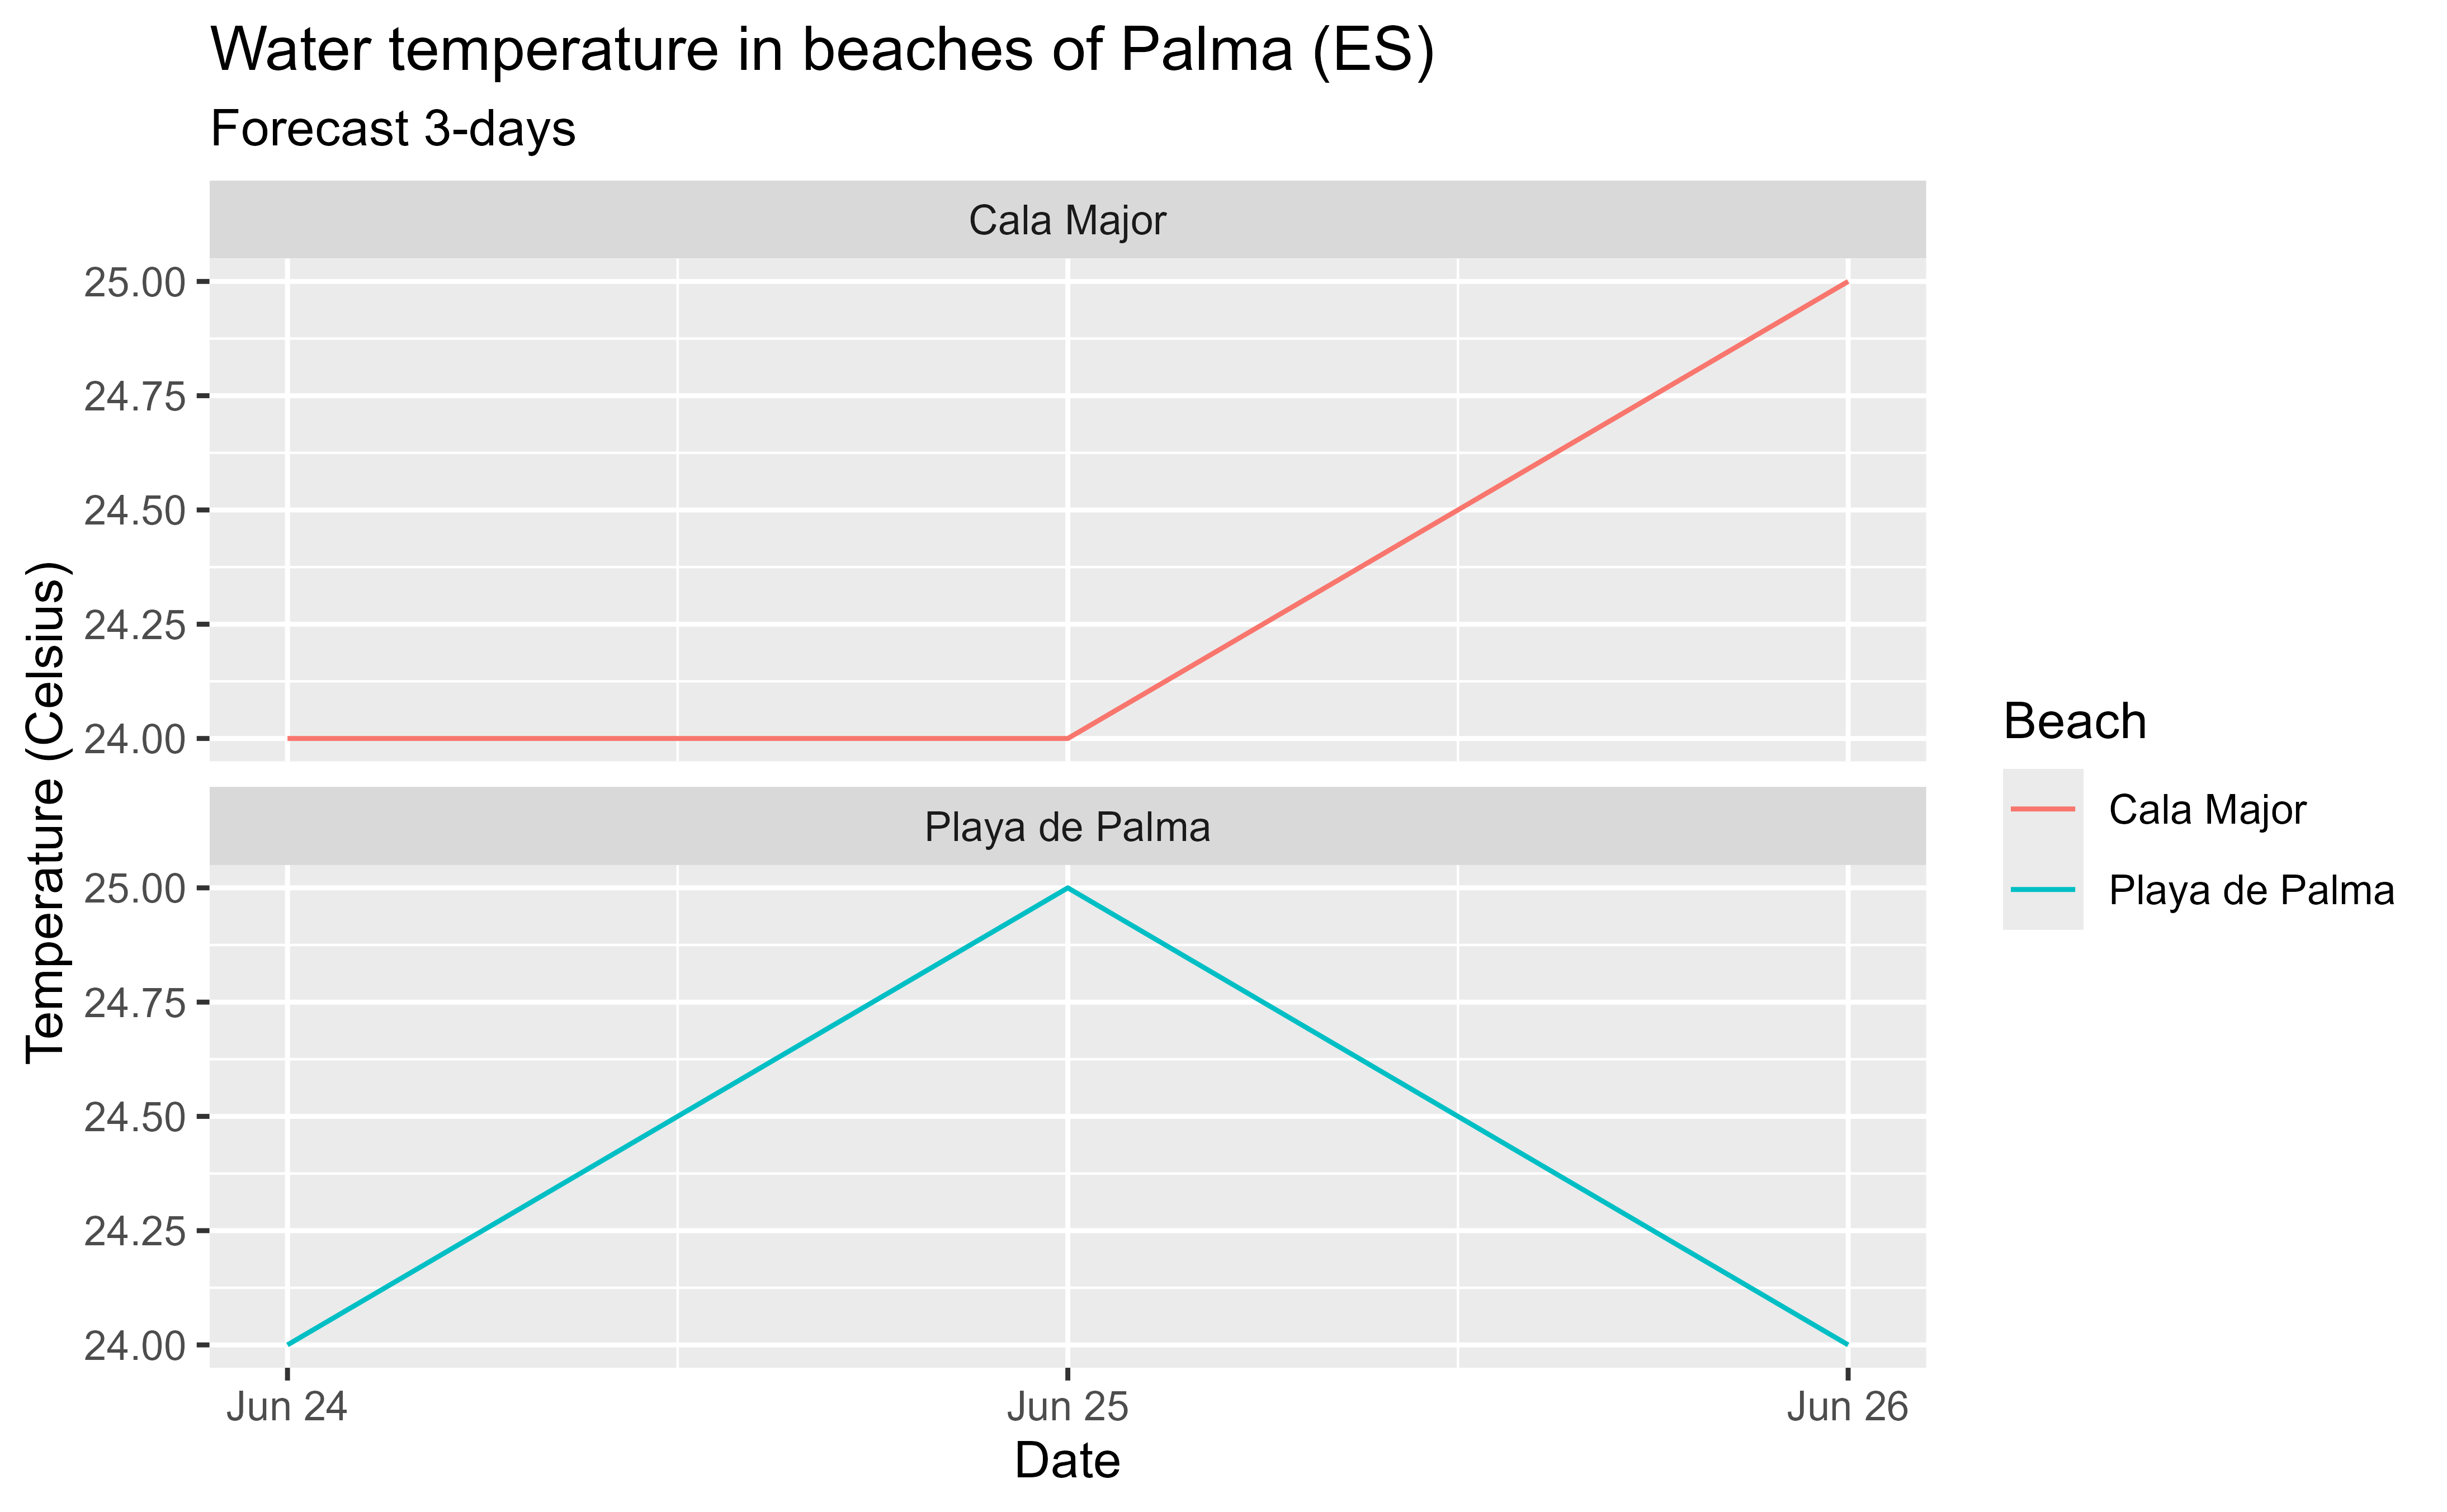 Water temperature in beaches of Palma (ES)
Forecast 3-days
Cala Major
25.00
24.75
24.50
24.25
24.00
Playa de Palma
25.00
24.75
24.50
24.25
24.00
Temperature (Celsius)
Jun 24
Jun 25
Jun 26
Date
Beach
Cala Major
Playa de Palma